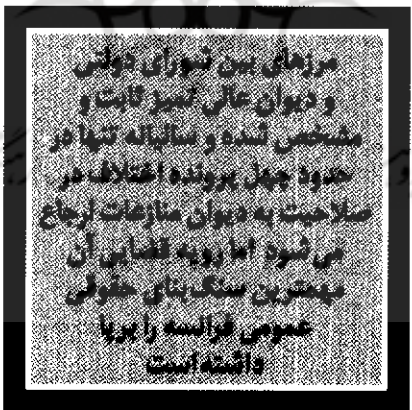 مرزهای بین شورای دولتی
و دیوان عالی تمیز ثابت و
مشخص شده و سالیانه تنها در
حدود چهل پرونده اختلاف در
صلاحیت به دیوان منازعات ارجاع
می شود اما رویه قضایی آن
مهمترین سنگ بنای حقوقی
عمومی فرانسه را برپا
داشته است